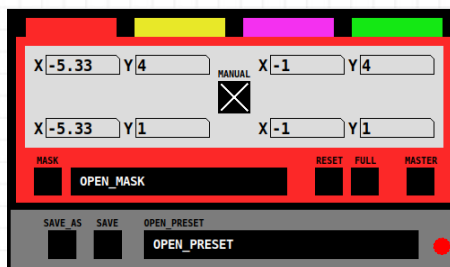 X -5.33 Y 4 X -1 Y 4
MANUAL
X -5.33 Y 1 X -1 Y 1
MASK RESET FULL MASTER
OPEN_MASK
SAVE_AS SAVE OPEN_PRESET
OPEN_PRESET